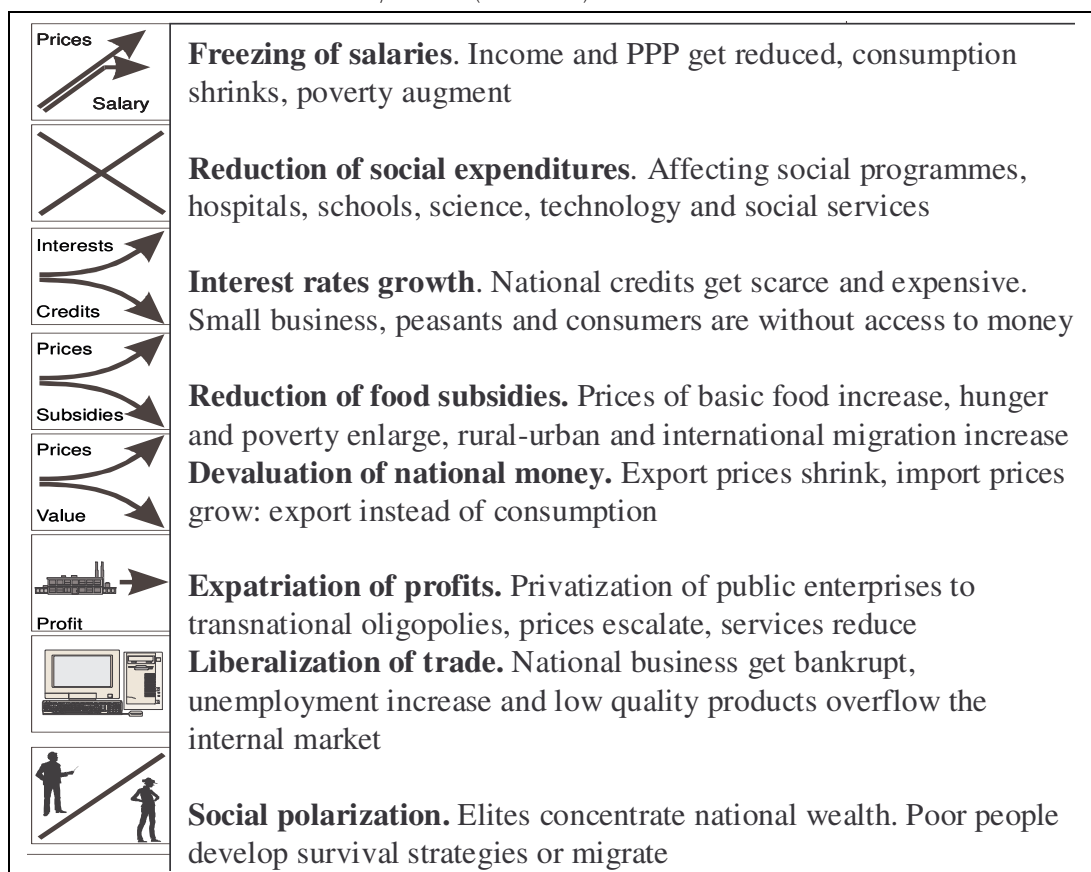 Prices
Salary
Freezing of salaries. Income and PPP get reduced, consumption
shrinks, poverty augment
Reduction of social expenditures. Affecting social programmes,
hospitals, schools, science, technology and social services
Interests
Credits
Interest rates growth. National credits get scarce and expensive.
Small business, peasants and consumers are without access to money
Prices
Subsidies
Reduction of food subsidies. Prices of basic food increase, hunger
and poverty enlarge, rural-urban and international migration increase
Prices
Value
Devaluation of national money. Export prices shrink, import prices
grow: export instead of consumption
Profit
Expatriation of profits. Privatization of public enterprises to
transnational oligopolies, prices escalate, services reduce
Liberalization of trade. National business get bankrupt,
unemployment increase and low quality products overflow the
internal market
Social polarization. Elites concentrate national wealth. Poor people
develop survival strategies or migrate